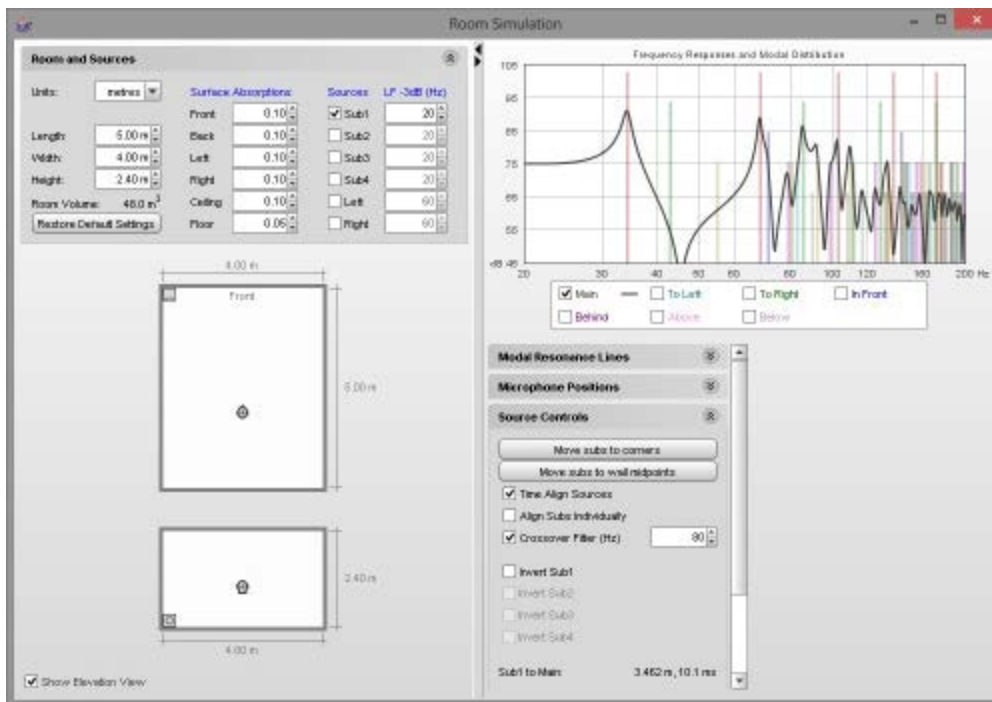 Room Simulation
Room and Sources
Units: metres Surface Absorptions Sources LF -3dB (Hz)
Front 0.10 Sub1 20
Length: 5.00 m Back 0.10 Sub2 20
Width: 4.00 m Left 0.10 Sub3 20
Height: 2.40 m Right 0.10 Sub4 20
Room Volume: 48.0 m³ Ceiling 0.10 Left 60
Restore Default Settings Floor 0.05 Right 60
4.00 m
Front
5.00 m
2.40 m
4.00 m
Show Elevation View
Frequency Responses and Modal Distribution
105
95
85
75
65
55
dB 45
20 30 40 50 60 80 100 120 160 200 Hz
Main To Left To Right In Front
Behind Above Below
Modal Resonance Lines
Microphone Positions
Source Controls
Move subs to corners
Move subs to wall midpoints
Time Align Sources
Align Subs Individually
Crossover Filter (Hz) 80
Invert Sub1
Invert Sub2
Invert Sub3
Invert Sub4
Sub1 to Main: 3.462 m, 10.1 ms